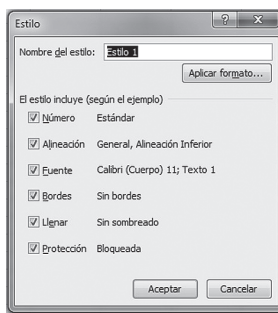 Estilo
Nombre del estilo: Estilo 1
Aplicar formato...
El estilo incluye (según el ejemplo)
Número Estándar
Alineación General, Alineación Inferior
Fuente Calibri (Cuerpo) 11; Texto 1
Bordes Sin bordes
Llenar Sin sombreado
Protección Bloqueada
Aceptar Cancelar